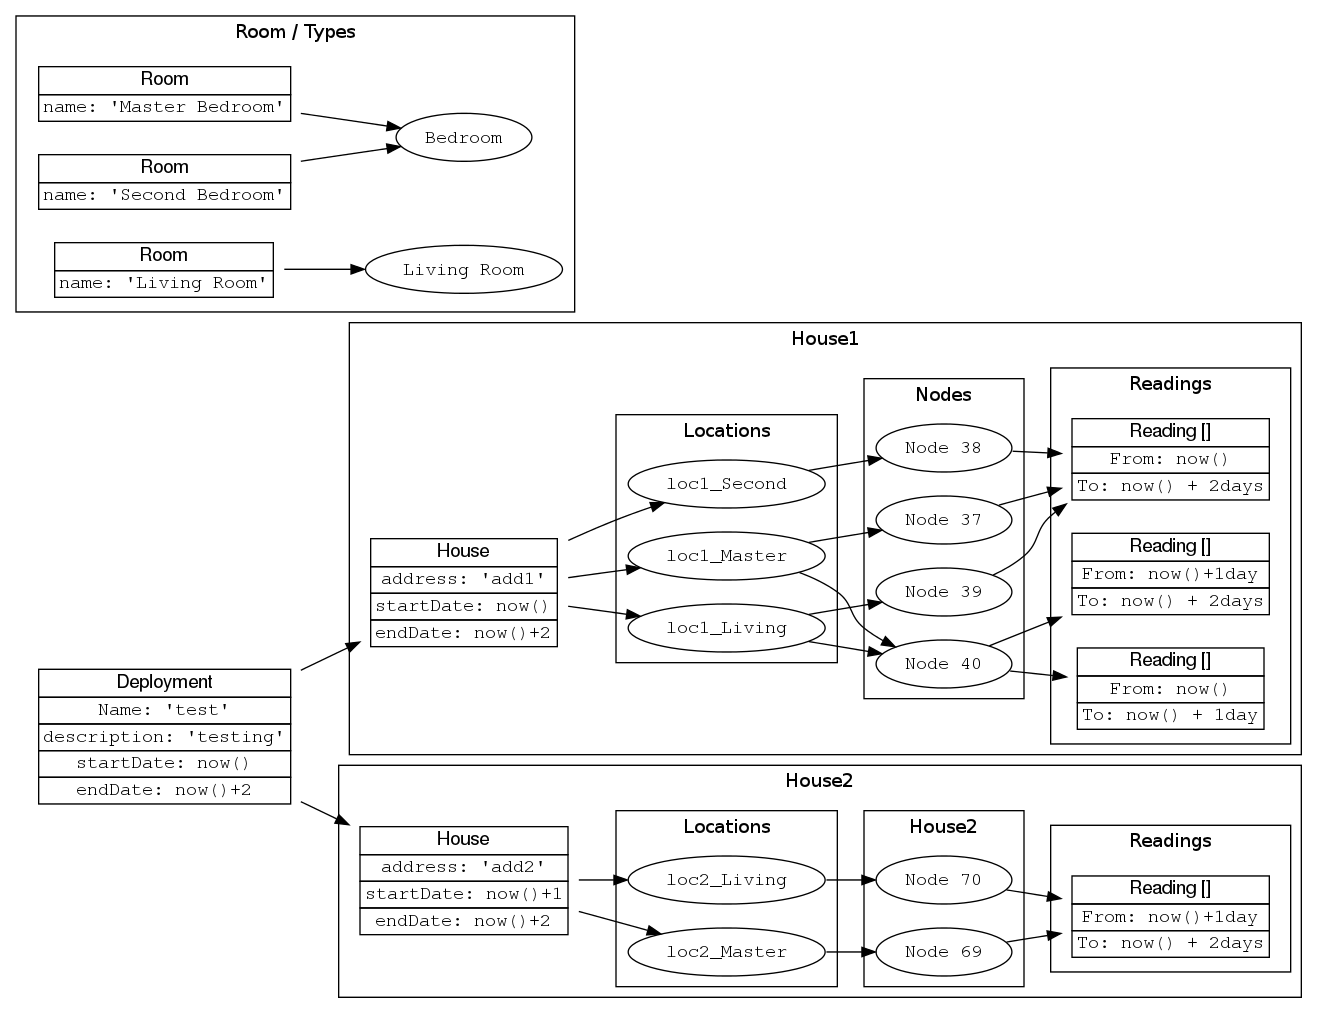 Room / Types
Room
name: 'Master Bedroom'
Bedroom
Room
name: 'Second Bedroom'
Room
name: 'Living Room'
Living Room
House1
House
address: 'add1'
startDate: now()
endDate: now()+2
Locations
loc1_Second
loc1_Master
loc1_Living
Nodes
Node 38
Node 37
Node 39
Node 40
Readings
Reading []
From: now()
To: now() + 2days
Reading []
From: now()+1day
To: now() + 2days
Reading []
From: now()
To: now() + 1day
Deployment
Name: 'test'
description: 'testing'
startDate: now()
endDate: now()+2
House2
House
address: 'add2'
startDate: now()+1
endDate: now()+2
Locations
loc2_Living
loc2_Master
House2
Node 70
Node 69
Readings
Reading []
From: now()+1day
To: now() + 2days